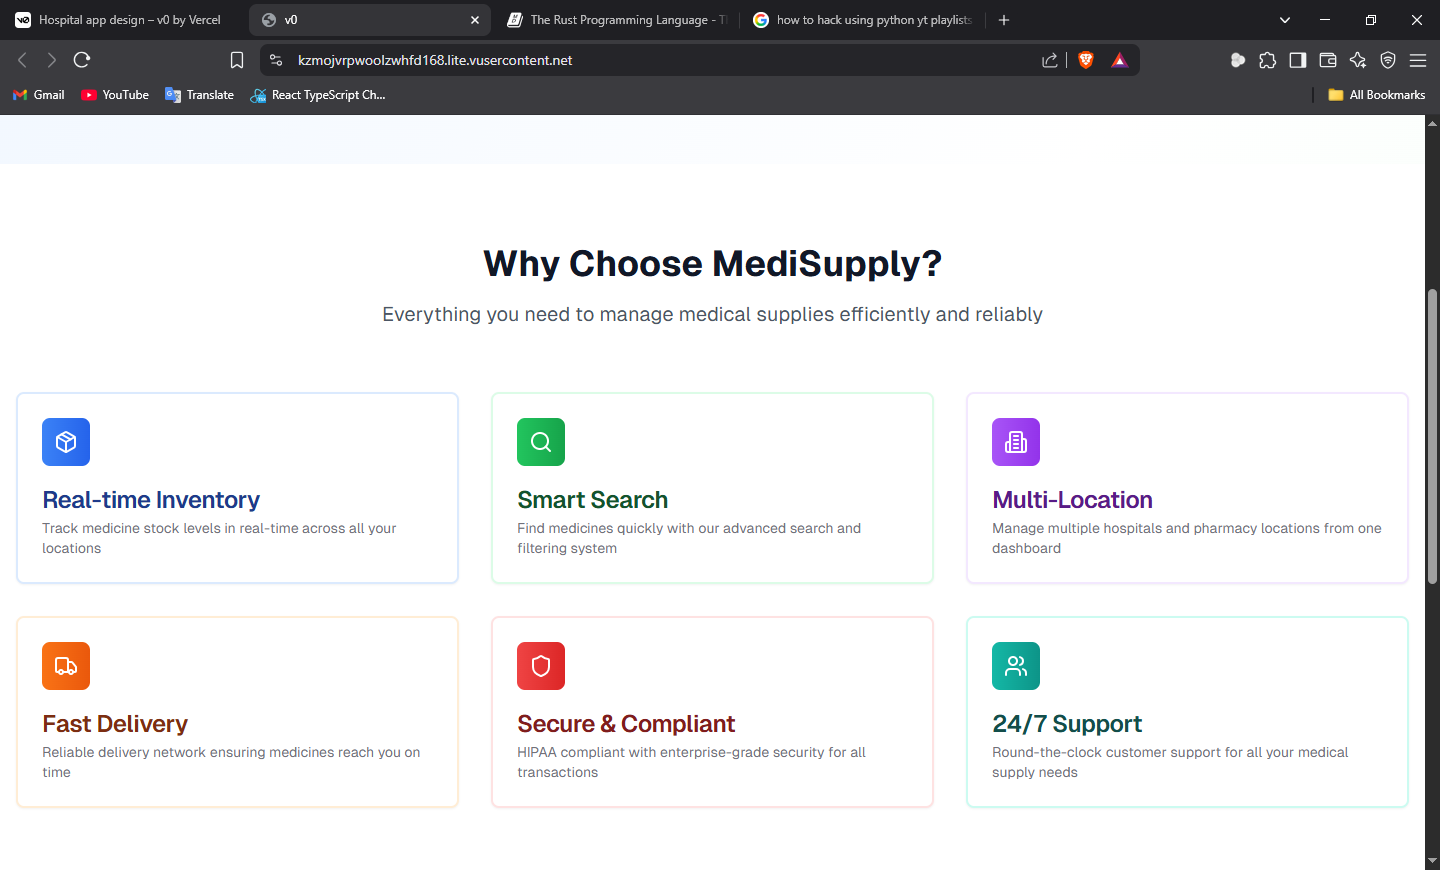 Hospital app design – v0 by Vercel
v0
The Rust Programming Language - Th
how to hack using python yt playlists
kzmojvrpwoolzwhfd168.lite.vusercontent.net
Gmail
YouTube
Translate
React TypeScript Ch...
All Bookmarks
Why Choose MediSupply?
Everything you need to manage medical supplies efficiently and reliably
Real-time Inventory
Track medicine stock levels in real-time across all your
locations
Smart Search
Find medicines quickly with our advanced search and
filtering system
Multi-Location
Manage multiple hospitals and pharmacy locations from one
dashboard
Fast Delivery
Reliable delivery network ensuring medicines reach you on
time
Secure & Compliant
HIPAA compliant with enterprise-grade security for all
transactions
24/7 Support
Round-the-clock customer support for all your medical
supply needs